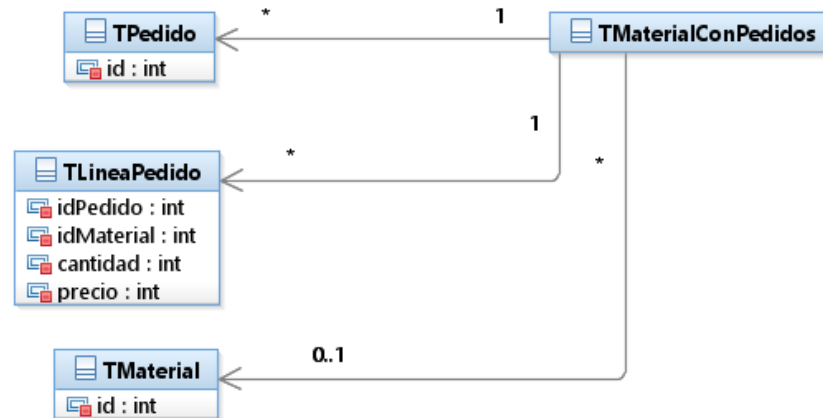 * 1
TPedido TMaterialConPedidos
id : int
1
*
*
TLineaPedido
idPedido : int
idMaterial : int
cantidad : int
precio : int
0..1
TMaterial
id : int